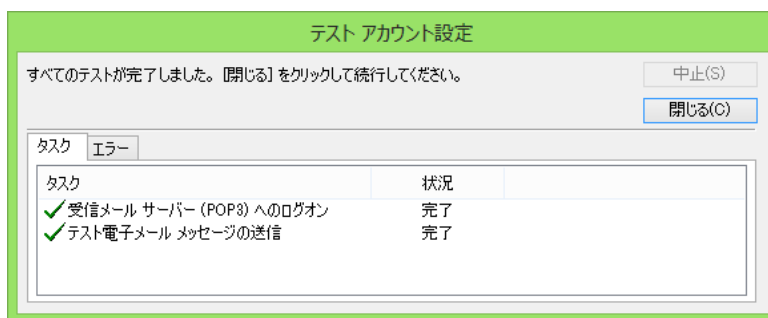 テスト アカウント設定
すべてのテストが完了しました。[閉じる] をクリックして続行してください。
中止(S)
閉じる(C)
タスク エラー
タスク 状況
受信メール サーバー (POP3) へのログオン 完了
テスト電子メール メッセージの送信 完了